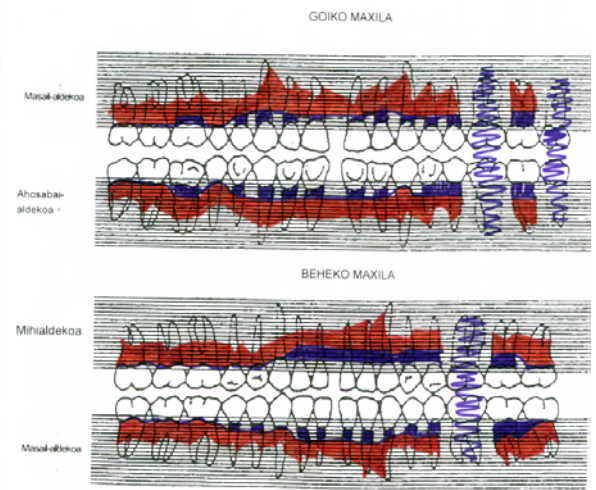 GOIKO MAXILA
Masail-aldekoa
Ahosabai-
aldekoa
BEHEKO MAXILA
Mihialdekoa
Masail-aldekoa